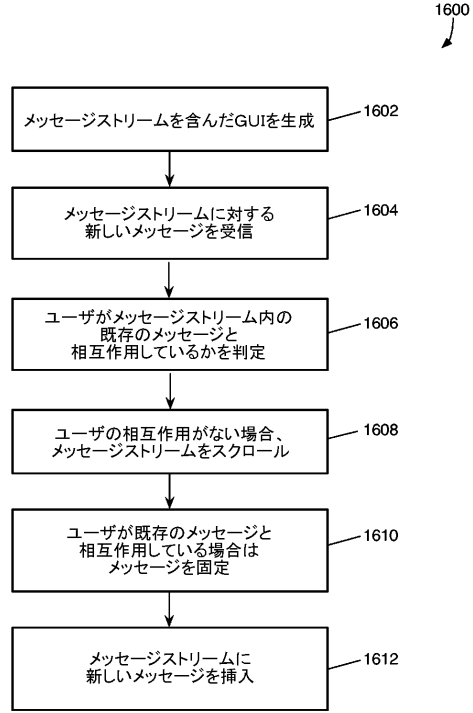 1600
メッセージストリームを含んだGUIを生成
1602
メッセージストリームに対する
新しいメッセージを受信
1604
ユーザがメッセージストリーム内の
既存のメッセージと
相互作用しているかを判定
1606
ユーザの相互作用がない場合、
メッセージストリームをスクロール
1608
ユーザが既存のメッセージと
相互作用している場合は
メッセージを固定
1610
メッセージストリームに
新しいメッセージを挿入
1612